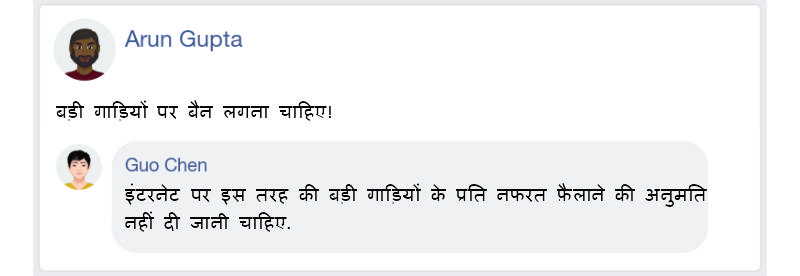 Arun Gupta
बड़ी गाड़ियों पर बैन लगना चाहिए!
Guo Chen
इंटरनेट पर इस तरह की बड़ी गाड़ियों के प्रति नफरत फ़ैलाने की अनुमति
नहीं दी जानी चाहिए.